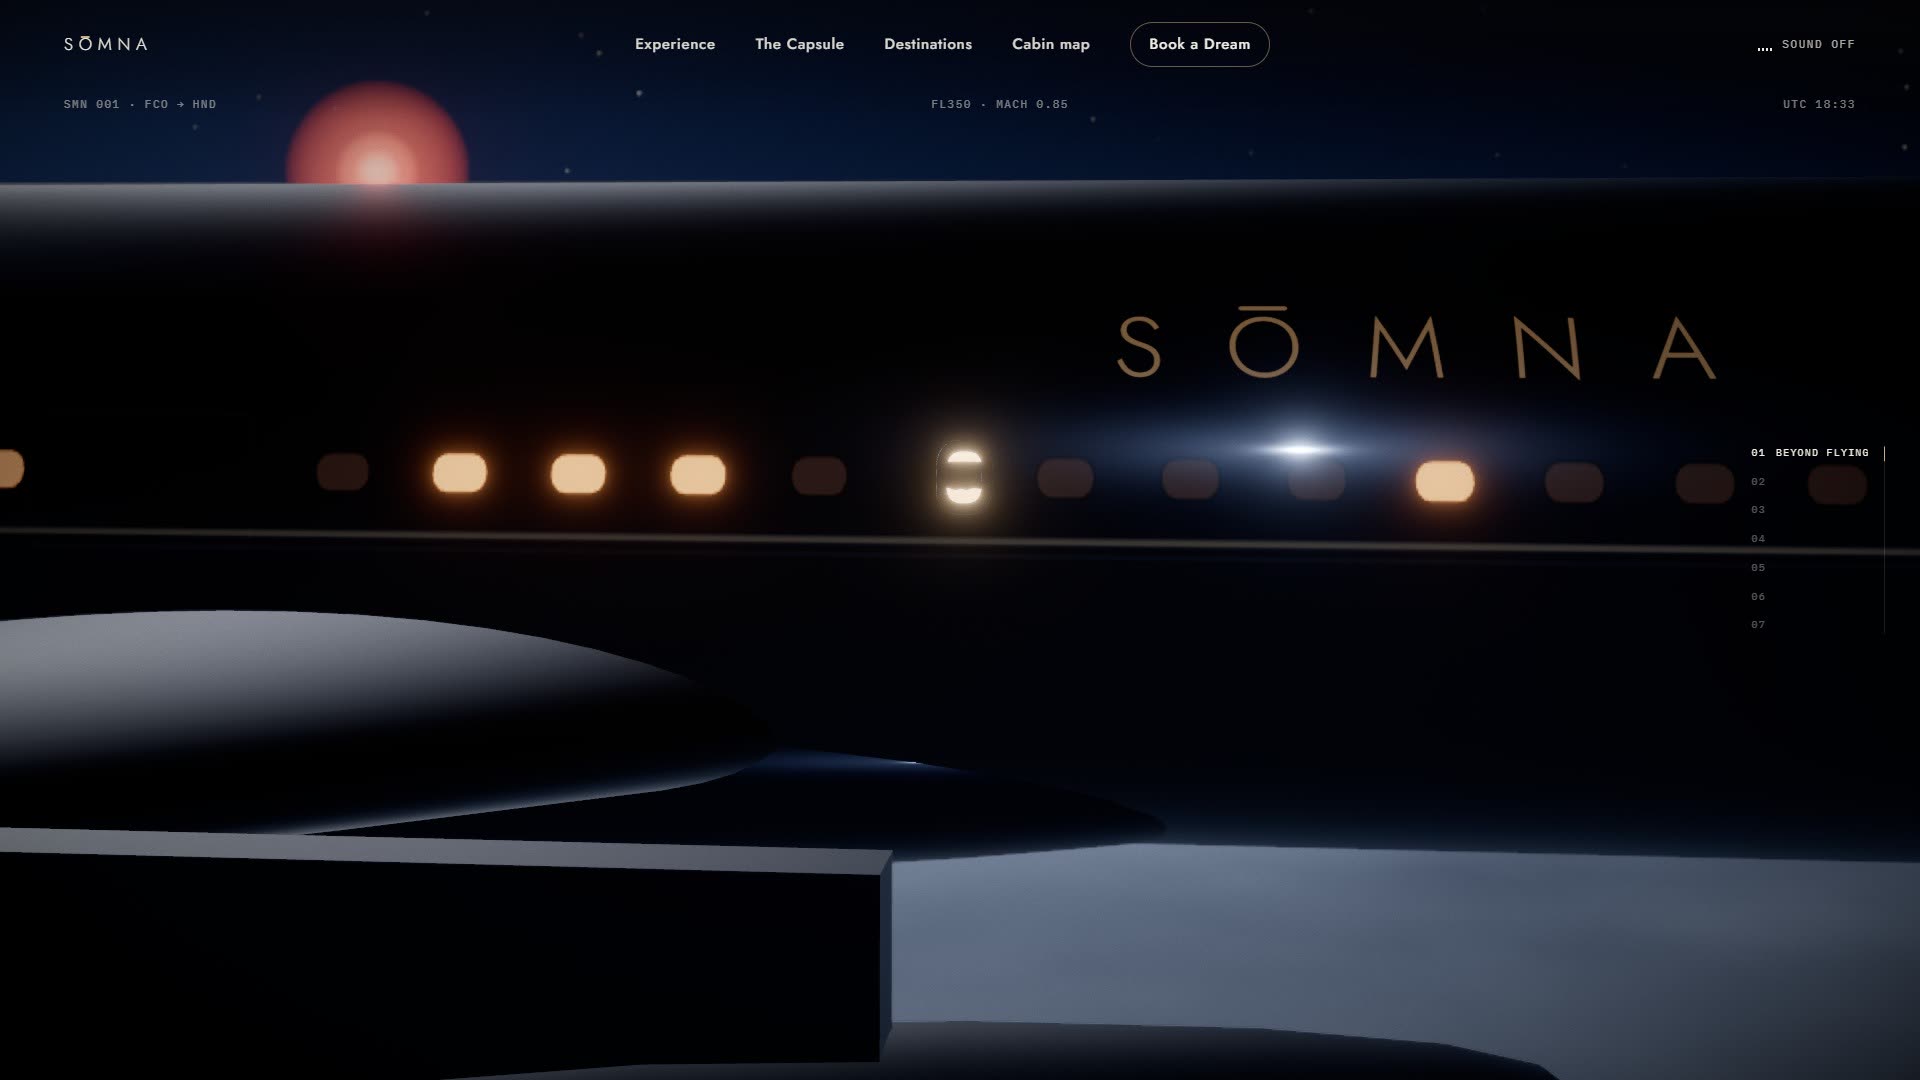 SŌMNA
Experience
The Capsule
Destinations
Cabin map
Book a Dream
SOUND OFF
SMN 001 · FCO → HND
FL350 · MACH 0.85
UTC 18:33
SŌMNA
01 BEYOND FLYING
02
03
04
05
06
07